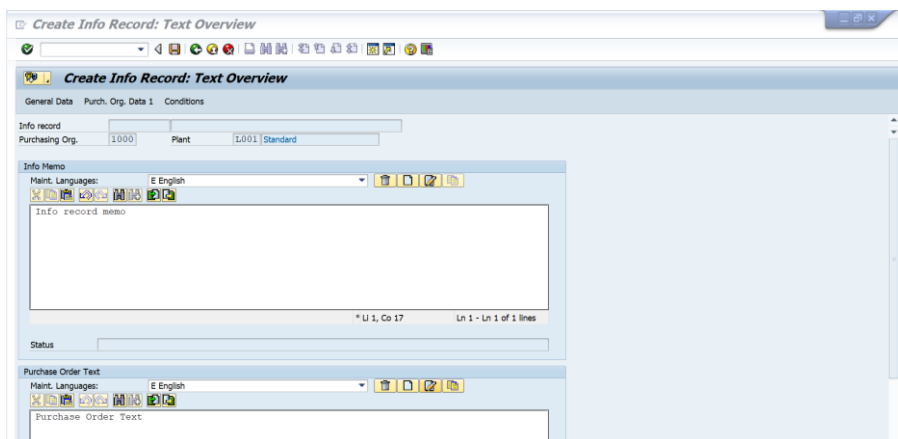 Create Info Record: Text Overview
Create Info Record: Text Overview
General Data Purch. Org. Data 1 Conditions
Info record
Purchasing Org. 1000 Plant L001 Standard
Info Memo
Maint. Languages: E English
Info record memo
* Li 1, Co 17 Ln 1 - Ln 1 of 1 lines
Status
Purchase Order Text
Maint. Languages: E English
Purchase Order Text